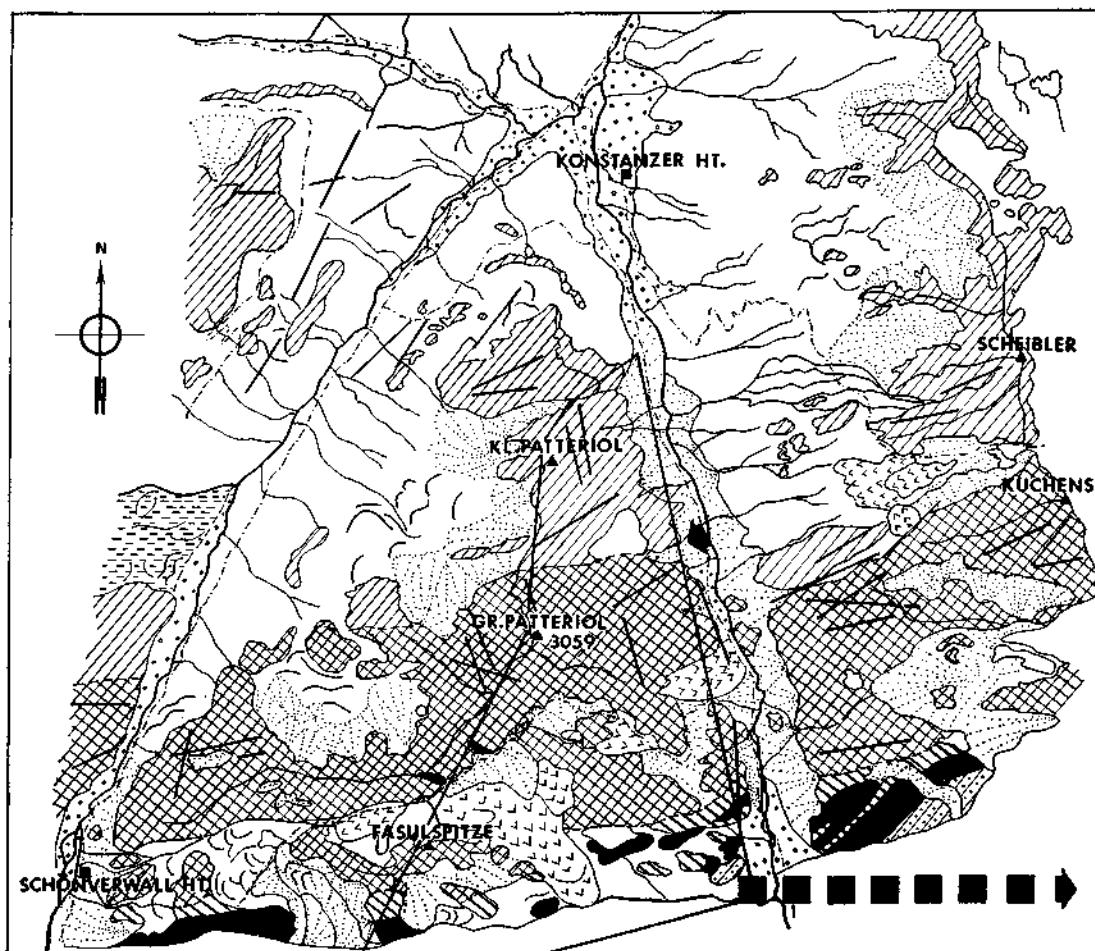 KONSTANZER HT.
N
SCHEIBLER
KL. PATTERIOL
KUCHENS
GR. PATTERIOL
3059
FASULSPITZE
SCHÖNVERWALL HT.